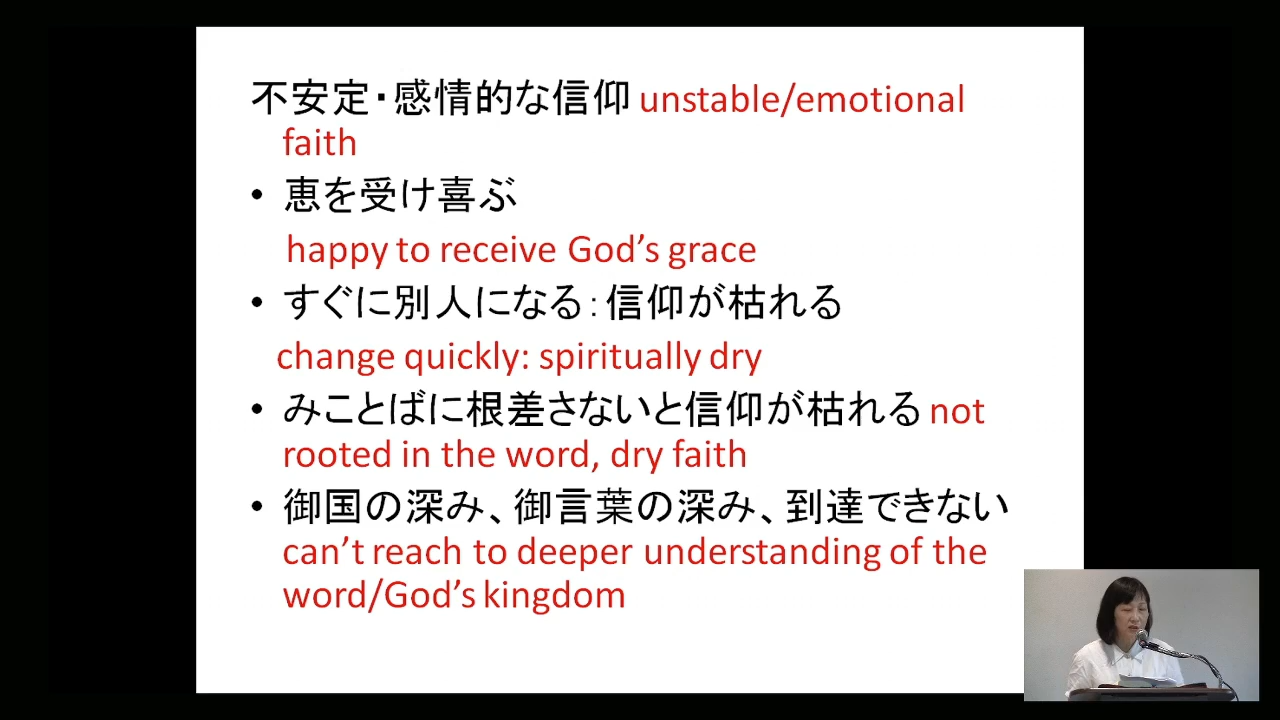 不安定・感情的な信仰 unstable/emotional
faith
• 恵を受け喜ぶ
happy to receive God's grace
• すぐに別人になる：信仰が枯れる
change quickly: spiritually dry
• みことばに根差さないと信仰が枯れる not
rooted in the word, dry faith
• 御国の深み、御言葉の深み、到達できない
can't reach to deeper understanding of the
word/God's kingdom